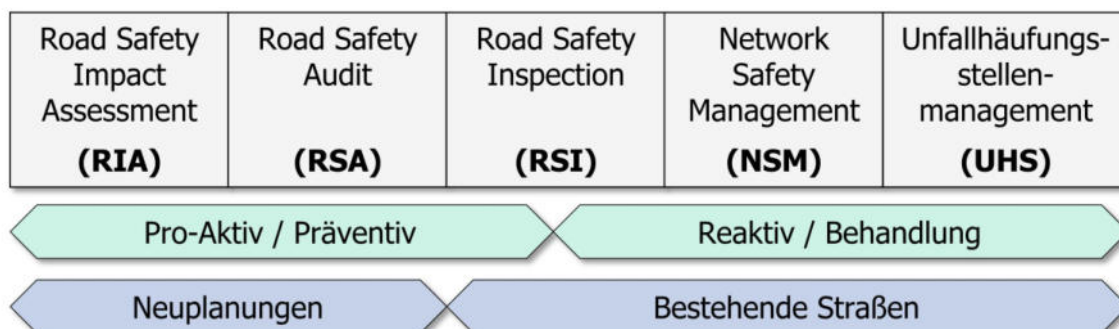 Road Safety
Impact
Assessment
(RIA)
Road Safety
Audit
(RSA)
Road Safety
Inspection
(RSI)
Network
Safety
Management
(NSM)
Unfallhäufungs-
stellen-
management
(UHS)
Pro-Aktiv / Präventiv
Reaktiv / Behandlung
Neuplanungen
Bestehende Straßen